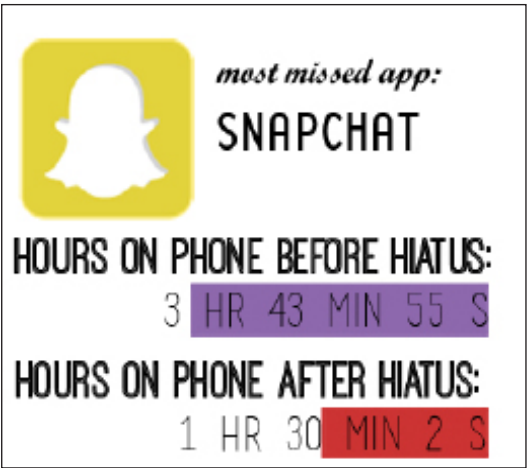 most missed app:
SNAPCHAT
HOURS ON PHONE BEFORE HIATUS:
3 HR 43 MIN 55 S
HOURS ON PHONE AFTER HIATUS:
1 HR 30 MIN 2 S